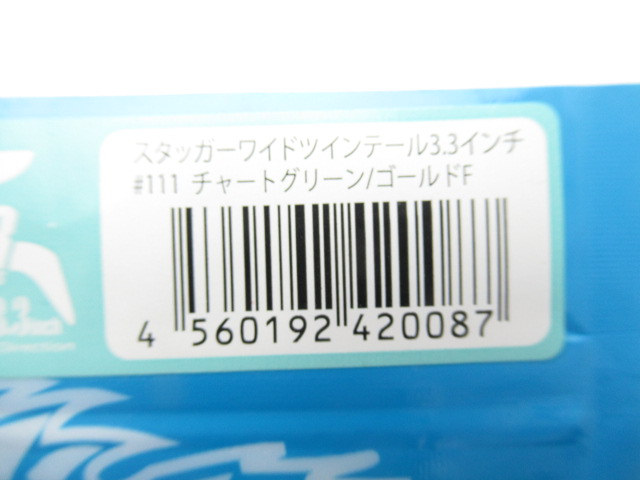 スタッガーワイドツインテール3.3インチ
#111 チャートグリーン/ゴールドF
4 560192 420087